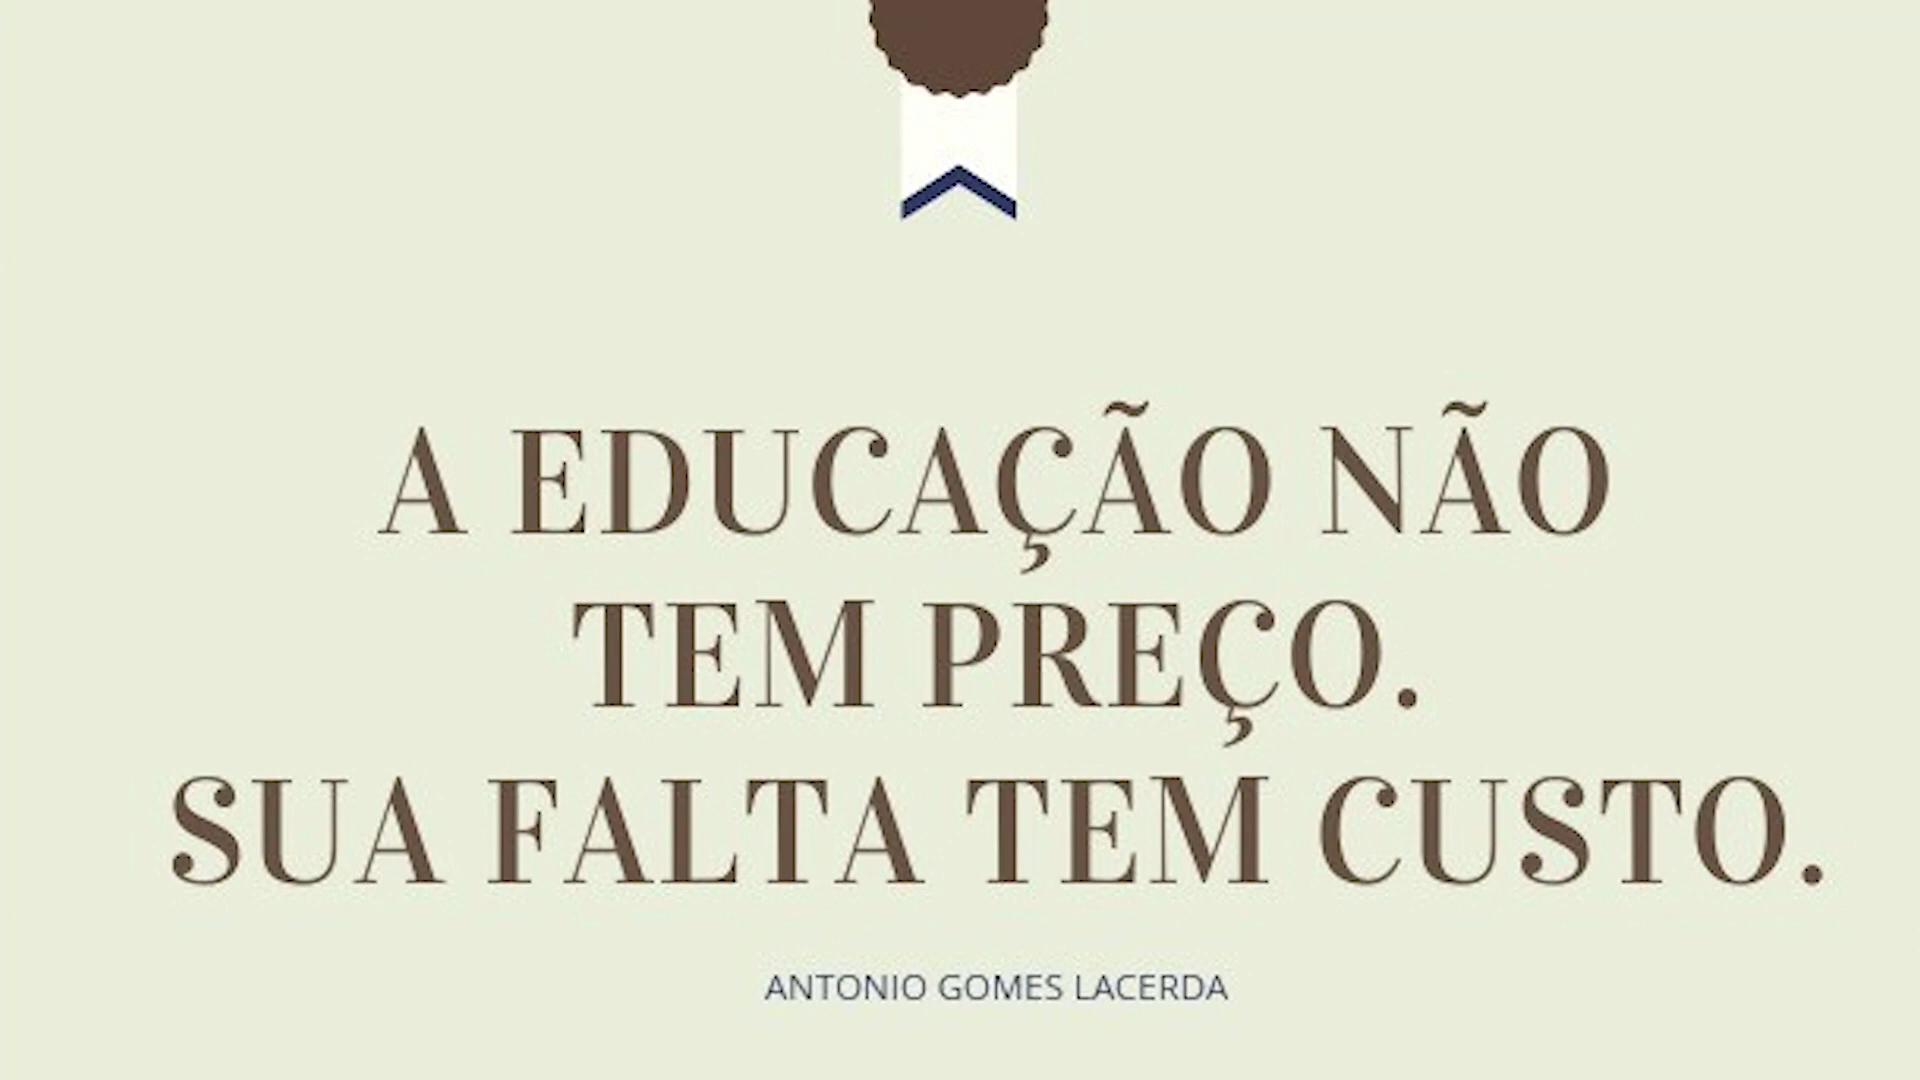 A EDUCAÇÃO NÃO
TEM PREÇO.
SUA FALTA TEM CUSTO.
ANTONIO GOMES LACERDA